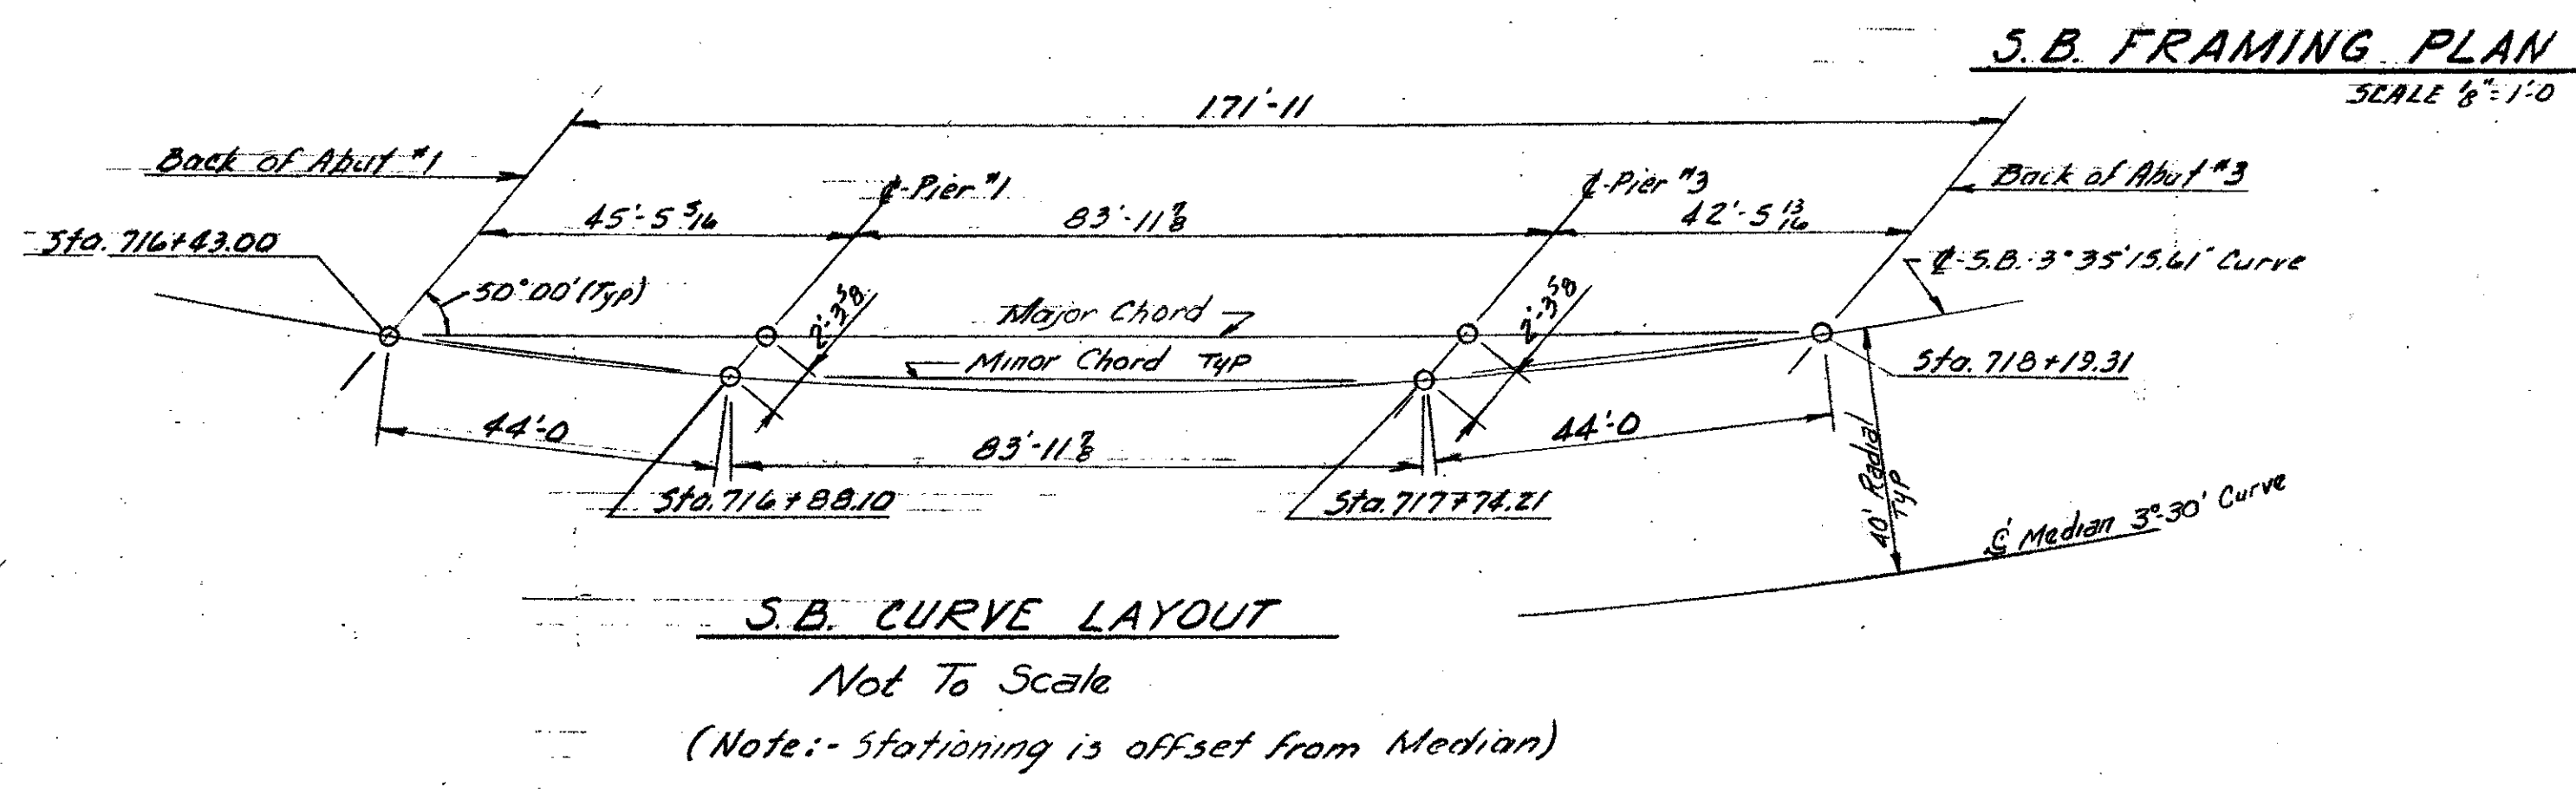 S.B. FRAMING PLAN
SCALE 1/8" = 1'-0
171'-11
Back of Abut #1
℄-Pier #1
℄-Pier #3
Back of Abut #3
45'-5 5/16
83'-11 7/8
42'-5 13/16
Sta. 716+43.00
℄-S.B.-3°35'15.61" Curve
50°00' (Typ)
2'-3 5/8
Major Chord
2'-3 5/8
Minor Chord Typ
Sta. 718+19.31
44'-0
83'-11 7/8
44'-0
40' Radial
Typ
Sta. 716+88.10
Sta. 717+74.21
℄ Median 3°-30' Curve
S.B. CURVE LAYOUT
Not To Scale
(Note:- Stationing is offset from Median)